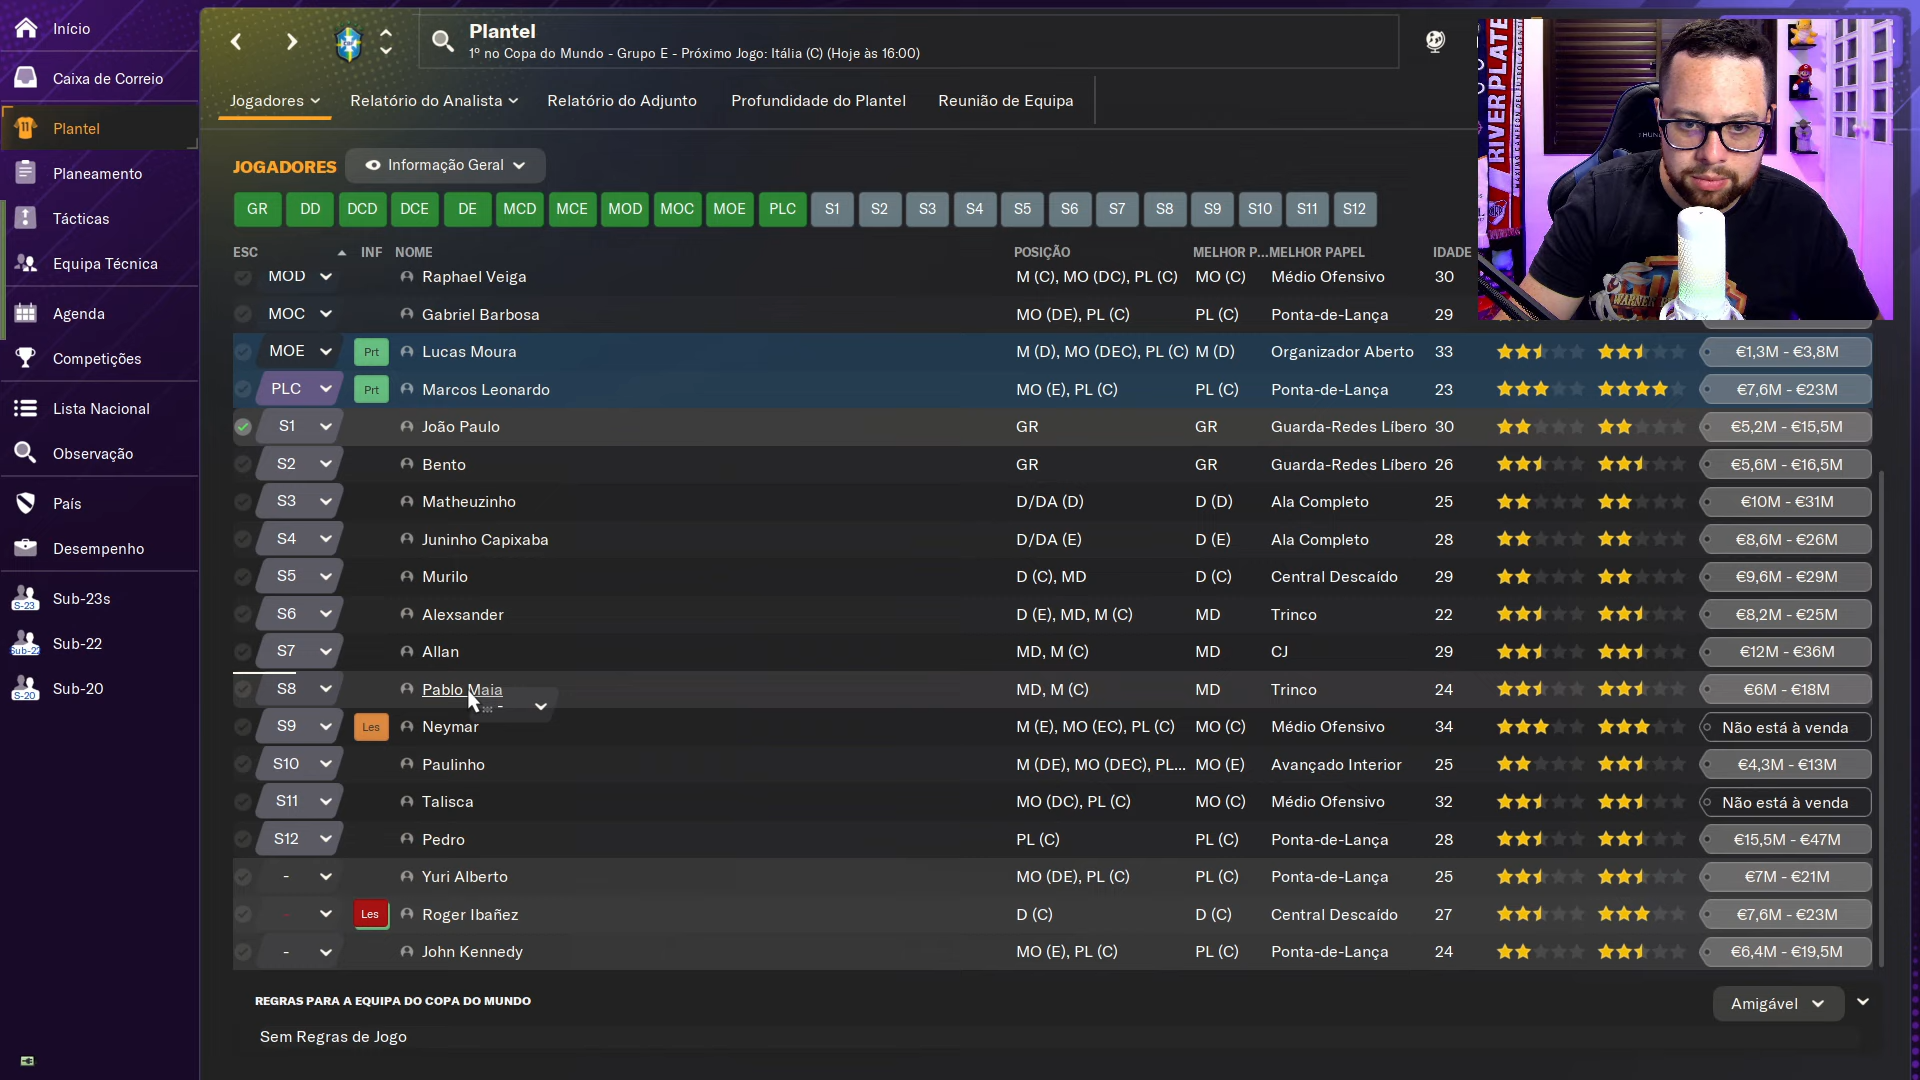 Início
Caixa de Correio
Plantel
Planeamento
Tácticas
Equipa Técnica
Agenda
Competições
Lista Nacional
Observação
País
Desempenho
S-23 Sub-23s
Sub-22 Sub-22
S-20 Sub-20
Plantel
1º no Copa do Mundo - Grupo E - Próximo Jogo: Itália (C) (Hoje às 16:00)
Jogadores Relatório do Analista Relatório do Adjunto Profundidade do Plantel Reunião de Equipa
JOGADORES Informação Geral
GR DD DCD DCE DE MCD MCE MOD MOC MOE PLC S1 S2 S3 S4 S5 S6 S7 S8 S9 S10 S11 S12
ESC INF NOME POSIÇÃO MELHOR P... MELHOR PAPEL IDADE
MOD Raphael Veiga M (C), MO (DC), PL (C) MO (C) Médio Ofensivo 30
MOC Gabriel Barbosa MO (DE), PL (C) PL (C) Ponta-de-Lança 29
MOE Prt Lucas Moura M (D), MO (DEC), PL (C) M (D) Organizador Aberto 33 €1,3M - €3,8M
PLC Prt Marcos Leonardo MO (E), PL (C) PL (C) Ponta-de-Lança 23 €7,6M - €23M
S1 João Paulo GR GR Guarda-Redes Líbero 30 €5,2M - €15,5M
S2 Bento GR GR Guarda-Redes Líbero 26 €5,6M - €16,5M
S3 Matheuzinho D/DA (D) D (D) Ala Completo 25 €10M - €31M
S4 Juninho Capixaba D/DA (E) D (E) Ala Completo 28 €8,6M - €26M
S5 Murilo D (C), MD D (C) Central Descaído 29 €9,6M - €29M
S6 Alexsander D (E), MD, M (C) MD Trinco 22 €8,2M - €25M
S7 Allan MD, M (C) MD CJ 29 €12M - €36M
S8 Pablo Maia MD, M (C) MD Trinco 24 €6M - €18M
-
S9 Les Neymar M (E), MO (EC), PL (C) MO (C) Médio Ofensivo 34 Não está à venda
S10 Paulinho M (DE), MO (DEC), PL... MO (E) Avançado Interior 25 €4,3M - €13M
S11 Talisca MO (DC), PL (C) MO (C) Médio Ofensivo 32 Não está à venda
S12 Pedro PL (C) PL (C) Ponta-de-Lança 28 €15,5M - €47M
- Yuri Alberto MO (DE), PL (C) PL (C) Ponta-de-Lança 25 €7M - €21M
- Les Roger Ibañez D (C) D (C) Central Descaído 27 €7,6M - €23M
- John Kennedy MO (E), PL (C) PL (C) Ponta-de-Lança 24 €6,4M - €19,5M
REGRAS PARA A EQUIPA DO COPA DO MUNDO
Amigável
Sem Regras de Jogo
RIVER PLATE
WARNER